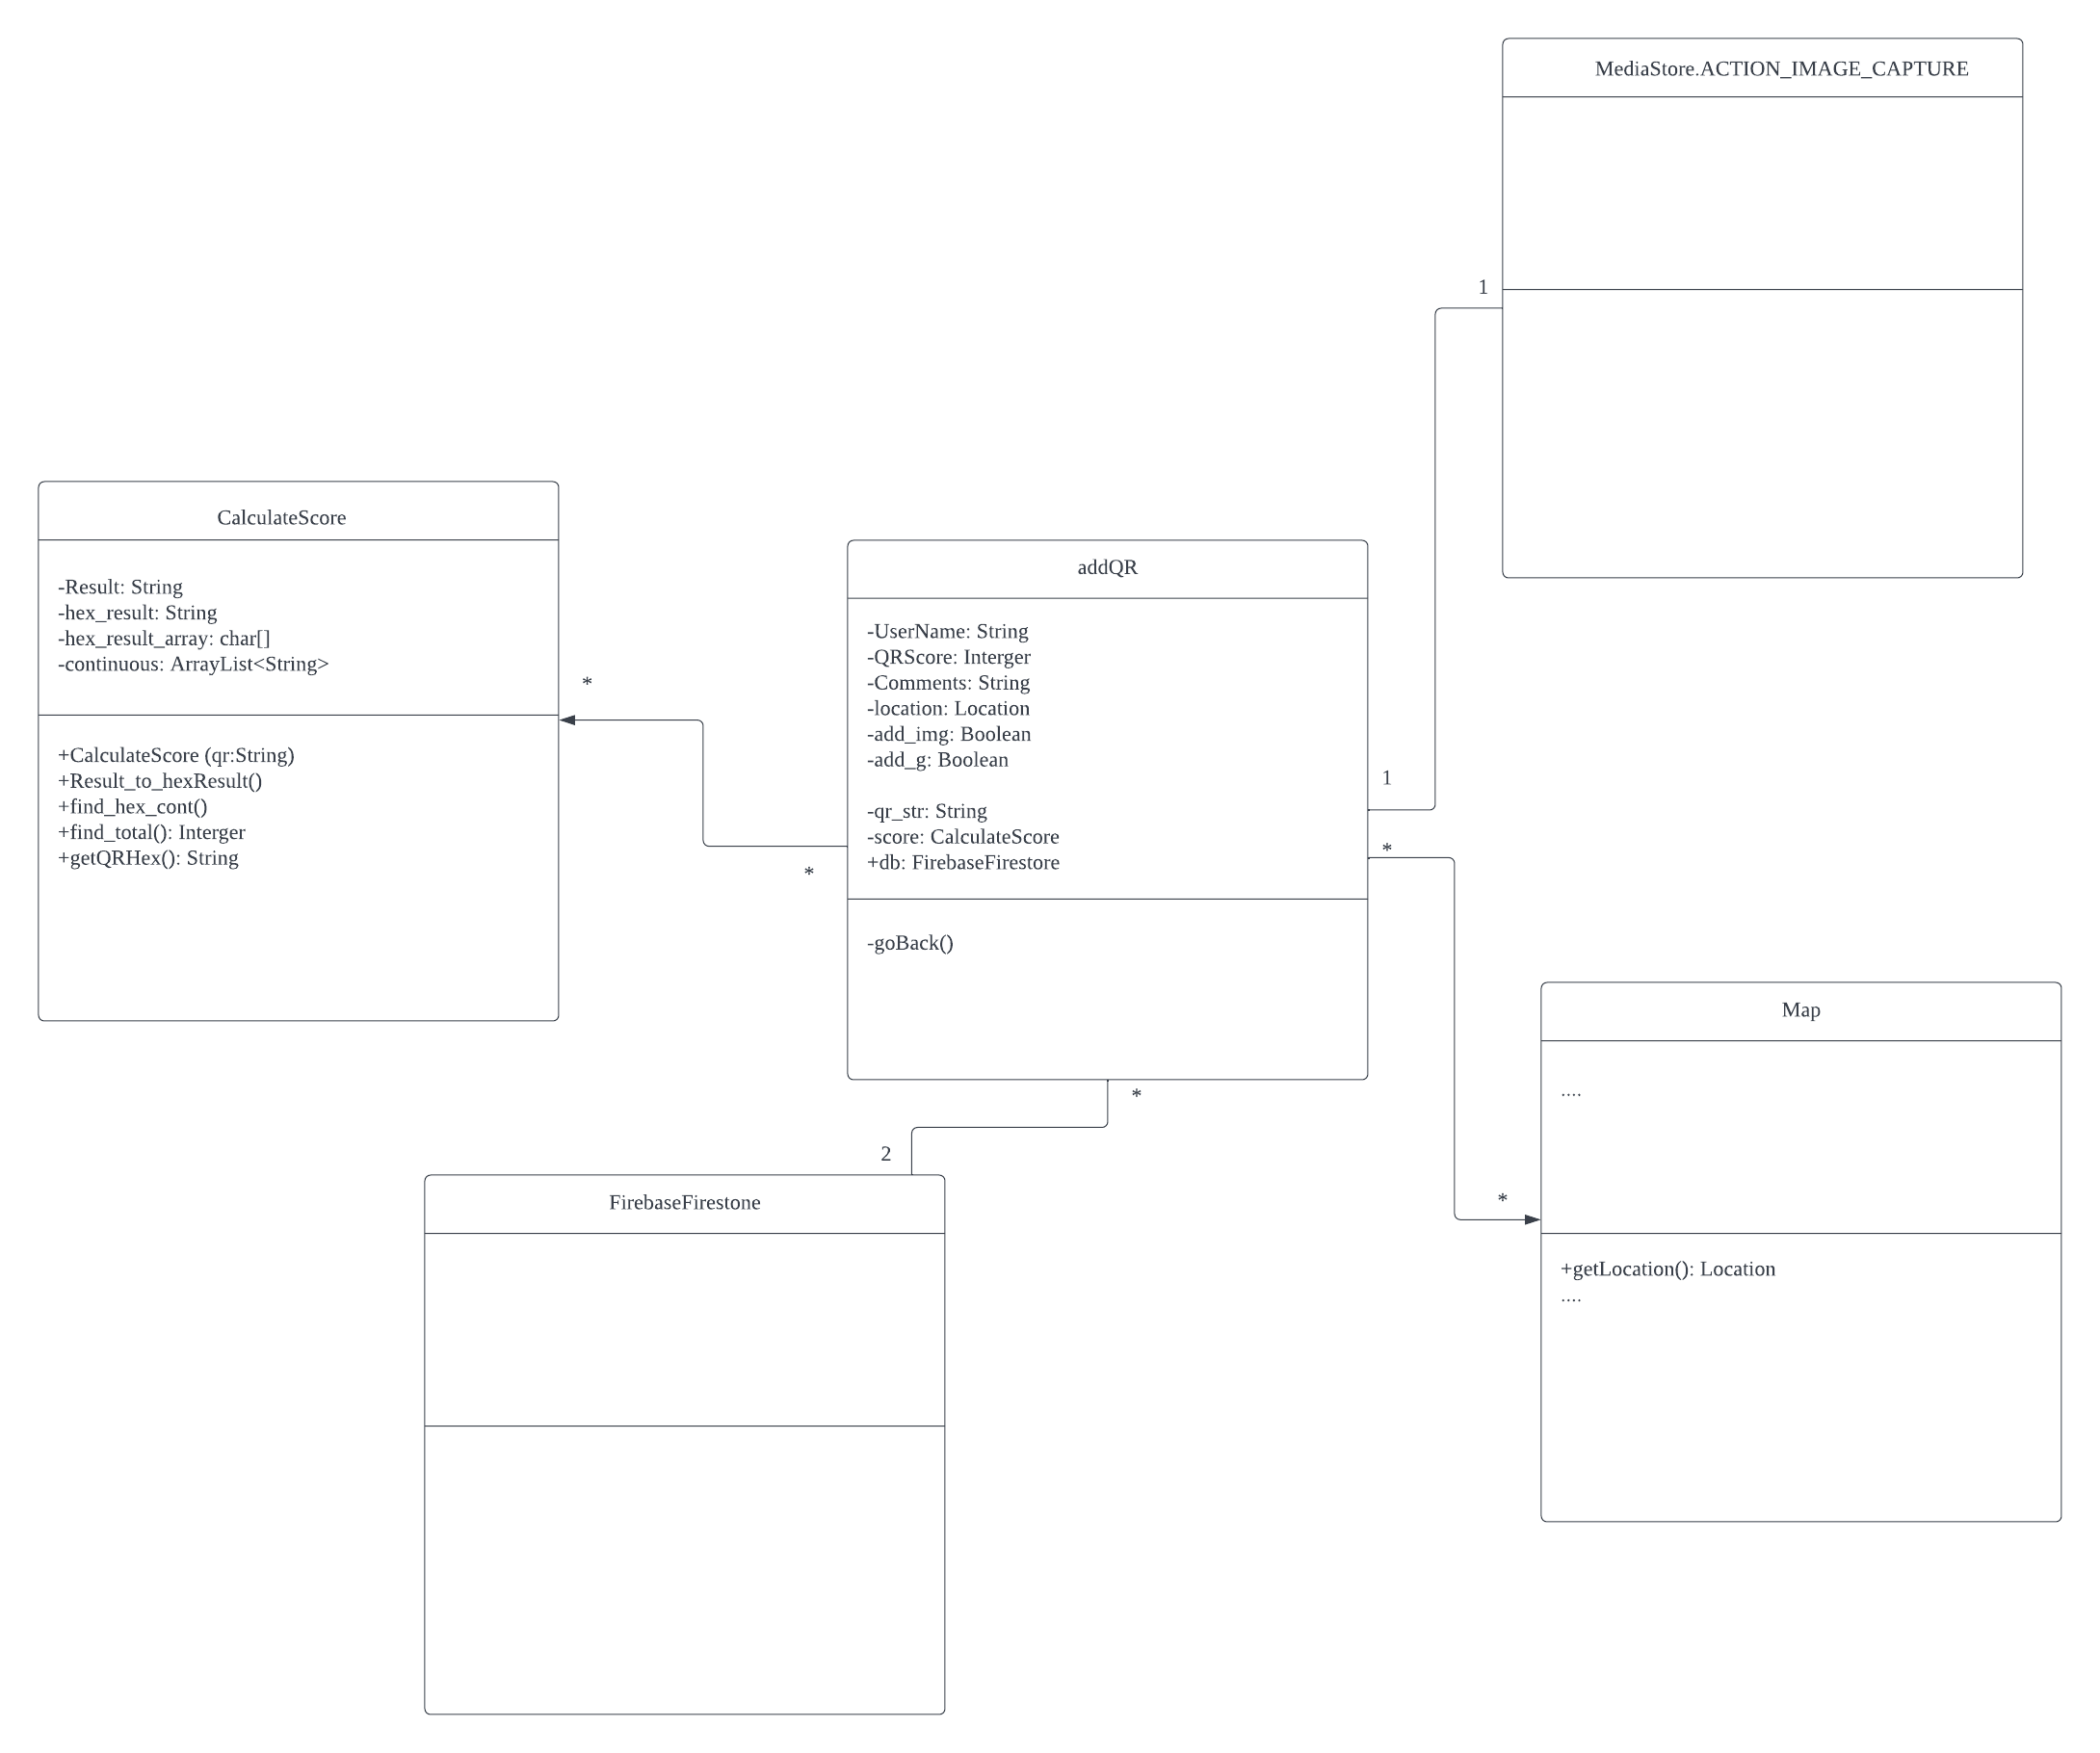 MediaStore.ACTION_IMAGE_CAPTURE
1
CalculateScore
-Result: String
-hex_result: String
-hex_result_array: char[]
-continuous: ArrayList<String>
*
+CalculateScore (qr:String)
+Result_to_hexResult()
+find_hex_cont()
+find_total(): Interger
+getQRHex(): String
*
addQR
-UserName: String
-QRScore: Interger
-Comments: String
-location: Location
-add_img: Boolean
-add_g: Boolean
-qr_str: String
-score: CalculateScore
+db: FirebaseFirestore
-goBack()
1
*
*
2
FirebaseFirestone
Map
....
*
+getLocation(): Location
....